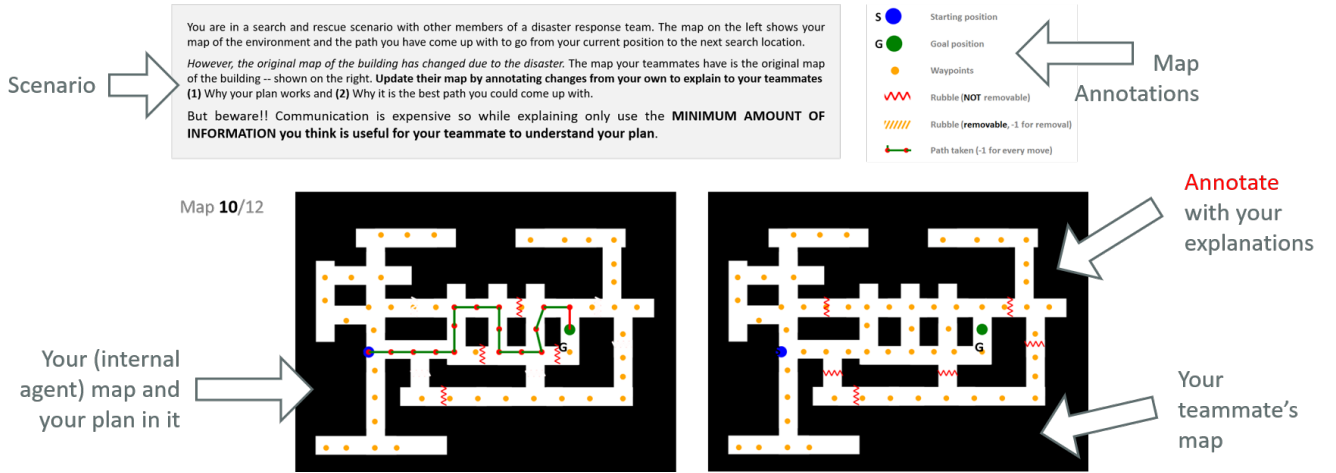 You are in a search and rescue scenario with other members of a disaster response team. The map on the left shows your
map of the environment and the path you have come up with to go from your current position to the next search location.
However, the original map of the building has changed due to the disaster. The map your teammates have is the original map
of the building -- shown on the right. Update their map by annotating changes from your own to explain to your teammates
(1) Why your plan works and (2) Why it is the best path you could come up with.
But beware!! Communication is expensive so while explaining only use the MINIMUM AMOUNT OF
INFORMATION you think is useful for your teammate to understand your plan.
Scenario
S Starting position
G Goal position
Waypoints
Rubble (NOT removable)
Rubble (removable, -1 for removal)
Path taken (-1 for every move)
Map
Annotations
Map 10/12
Annotate
with your
explanations
G
G
Your (internal
agent) map and
your plan in it
Your
teammate's
map